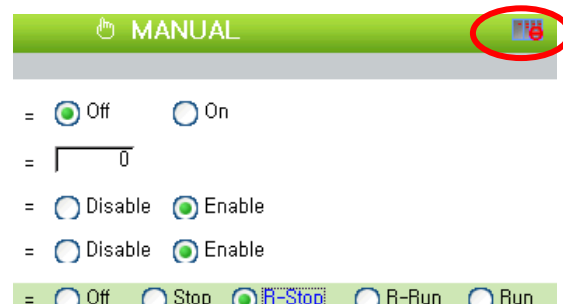 MANUAL
= Off On
= 0
= Disable Enable
= Disable Enable
= Off Stop R-Stop R-Run Run